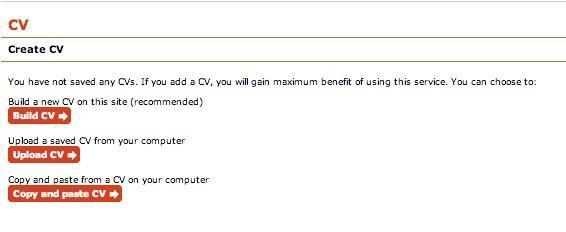 CV
Create CV
You have not saved any CVs. If you add a CV, you will gain maximum benefit of using this service. You can choose to:
Build a new CV on this site (recommended)
Build CV
Upload a saved CV from your computer
Upload CV
Copy and paste from a CV on your computer
Copy and paste CV